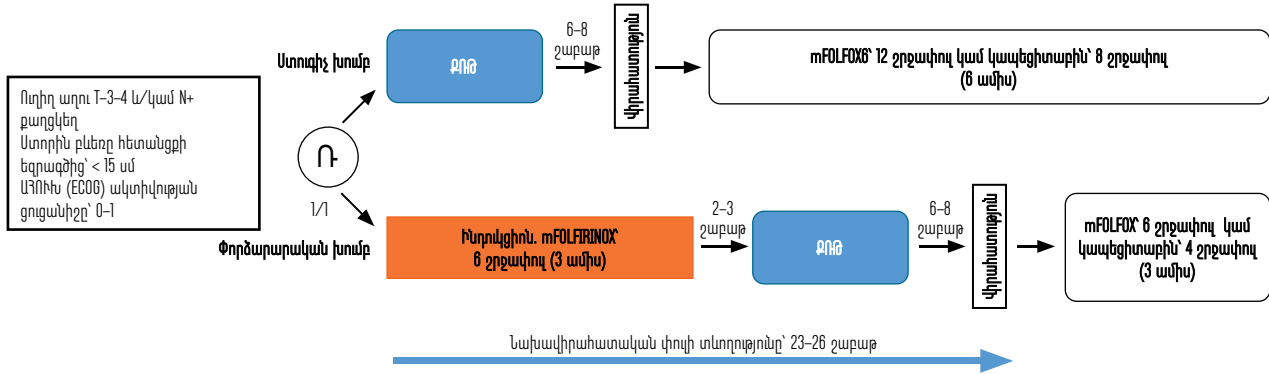 Ուղիղ աղու T-3-4 և/կամ N+
քաղցկեղ
Ստորին բևեռը հետանցքի
եզրագծից՝ < 15 սմ
ԱՀՈՒԽ (ECOG) ակտիվության
ցուցանիշը՝ 0-1
Ռ
1/1
Ստուգիչ խումբ
ՔՌԹ
6-8
շաբաթ
Վիրահատություն
mFOLFOX6՝ 12 շրջափուլ կամ կապեցիտաբին՝ 8 շրջափուլ
(6 ամիս)
Փորձարարական խումբ
Ինդուկցիոն. mFOLFIRINOX՝
6 շրջափուլ (3 ամիս)
2-3
շաբաթ
ՔՌԹ
6-8
շաբաթ
Վիրահատություն
mFOLFOX՝ 6 շրջափուլ կամ
կապեցիտաբին՝ 4 շրջափուլ
(3 ամիս)
Նախավիրահատական փուլի տևողությունը՝ 23-26 շաբաթ